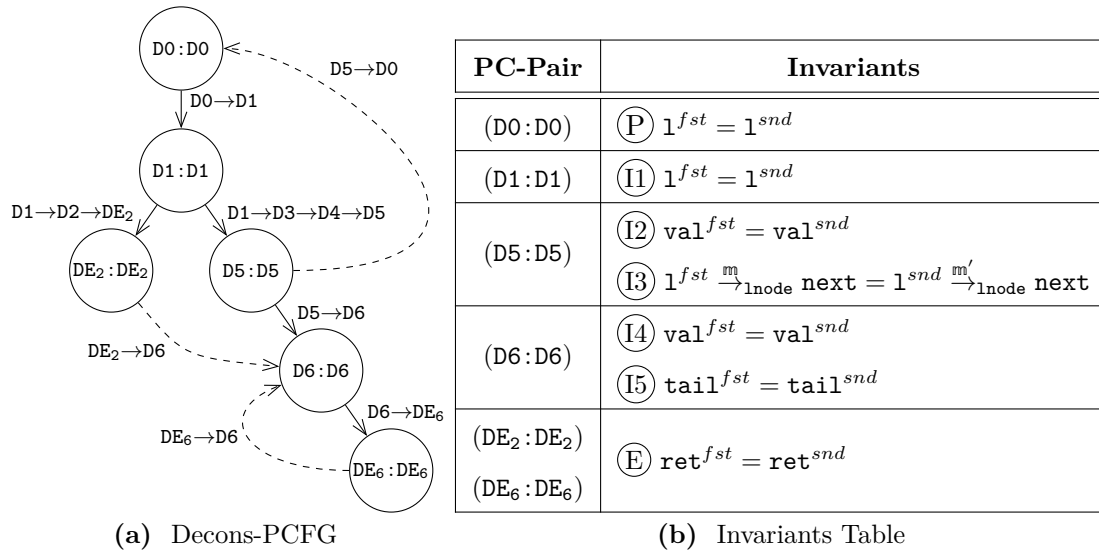 D0:D0
D5→D0
D0→D1
D1:D1
D1→D2→DE₂
D1→D3→D4→D5
DE₂:DE₂
D5:D5
D5→D6
DE₂→D6
D6:D6
D6→DE₆
DE₆→D6
DE₆:DE₆
(a) Decons-PCFG
PC-Pair Invariants
(D0:D0) Ⓟ l^{fst} = l^{snd}
(D1:D1) (I1) l^{fst} = l^{snd}
(D5:D5) (I2) val^{fst} = val^{snd}
(I3) l^{fst} →^{𝕞}_{lnode} next = l^{snd} →^{𝕞′}_{lnode} next
(D6:D6) (I4) val^{fst} = val^{snd}
(I5) tail^{fst} = tail^{snd}
(DE₂:DE₂)
(DE₆:DE₆) Ⓔ ret^{fst} = ret^{snd}
(b) Invariants Table